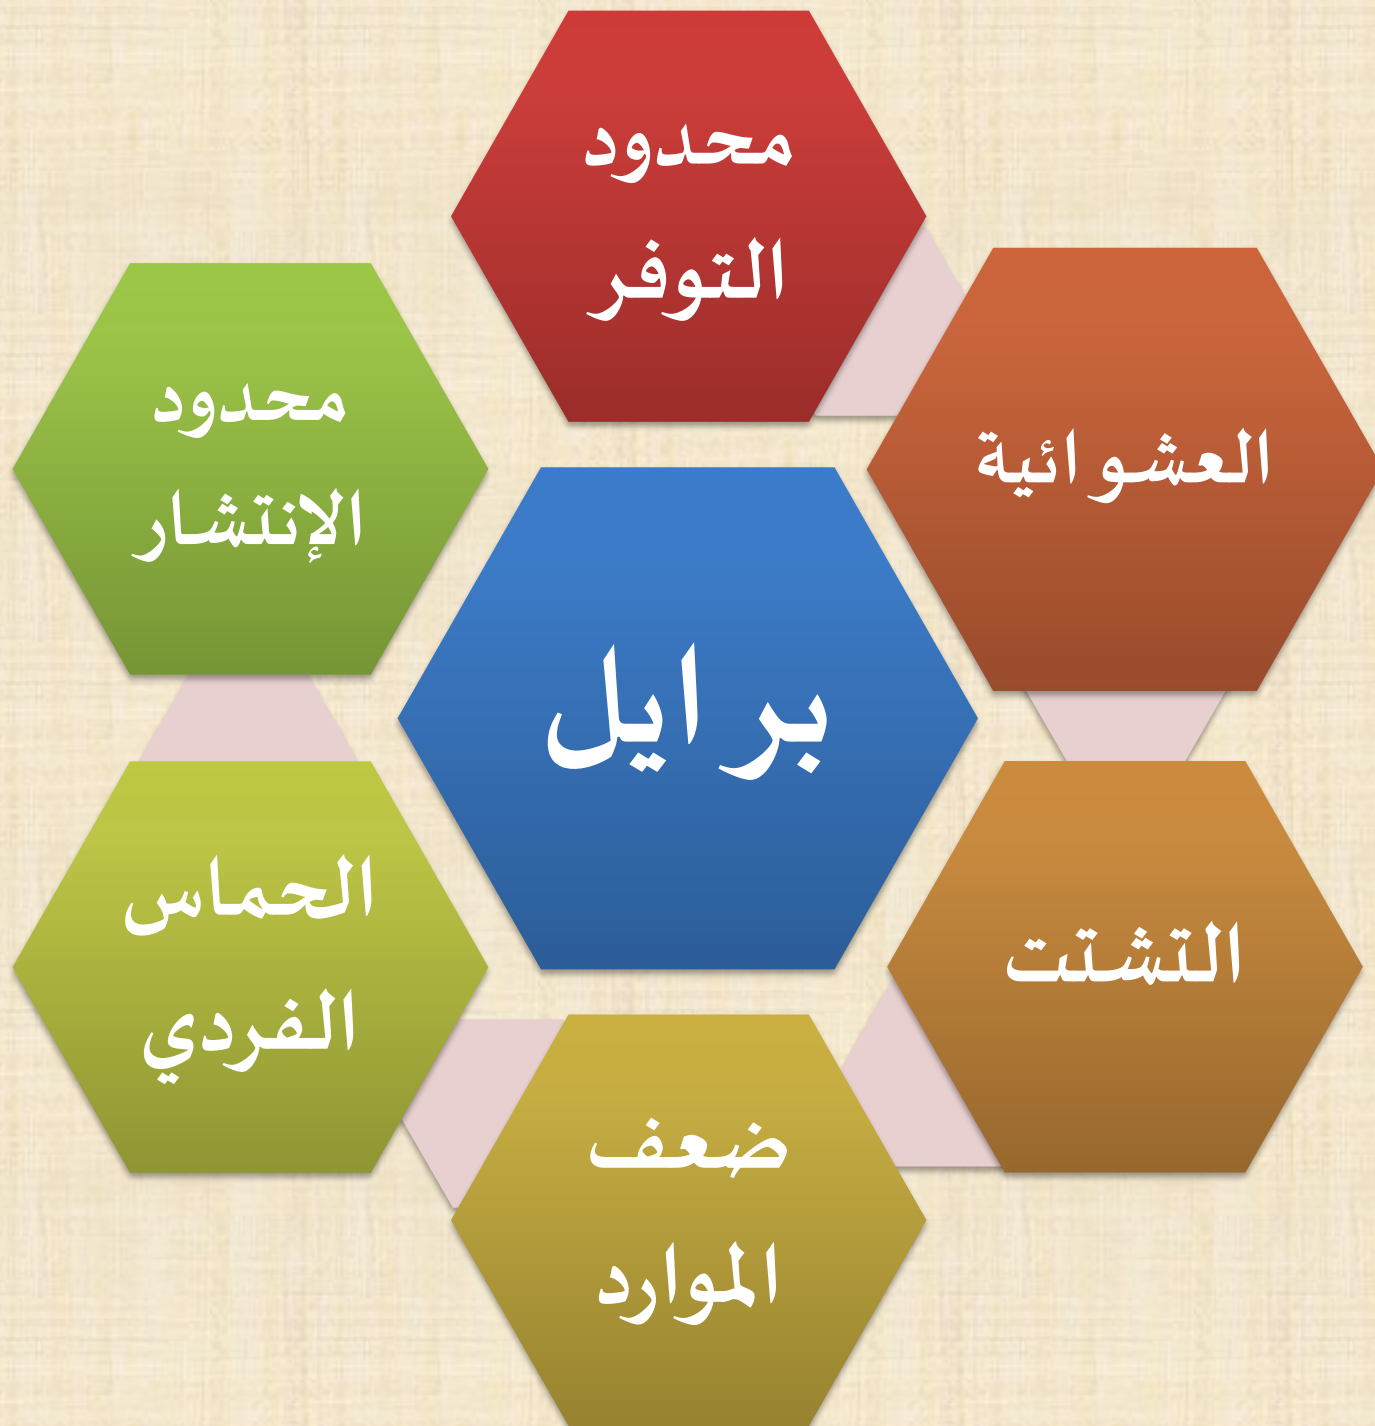 محدود
التوفر
العشوائية
التشتت
ضعف
الموارد
الحماس
الفردي
محدود
الإنتشار
برايل